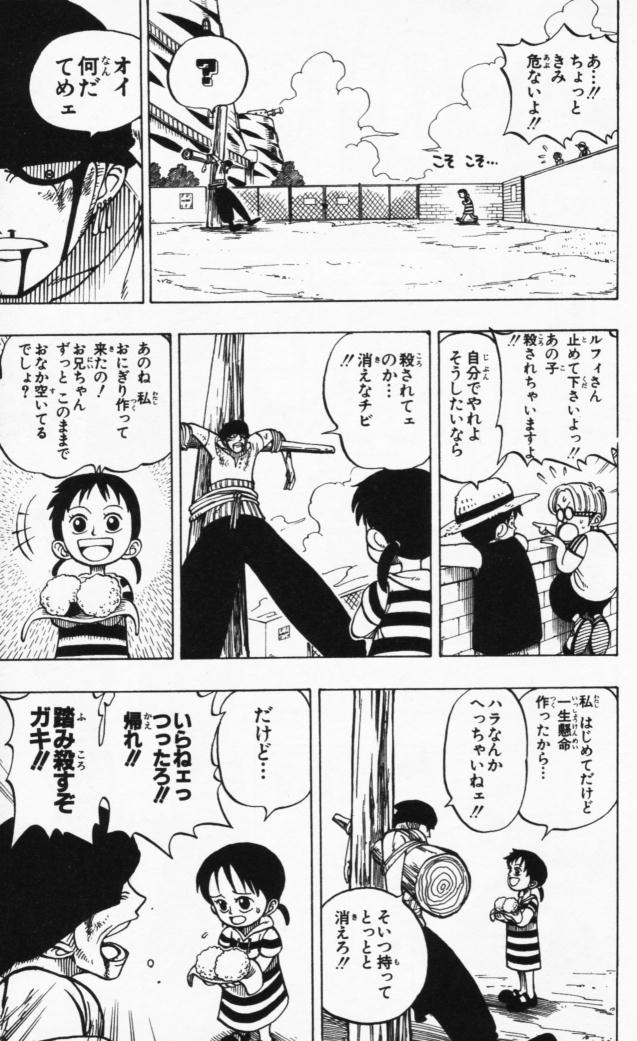 あ…!!
ちょっと
きみ
危ないよ!!
こそ こそ…
?
オイ
何だ
てめェ
ルフィさん
止めて下さいよっ!!
あの子
殺されちゃいますよ
!!
自分でやれよ
そうしたいなら
殺されてェ
のか…
消えなチビ
!!
あのね 私
おにぎり作って
来たの!
お兄ちゃん
ずっと このままで
おなか空いてる
でしょ?
私 はじめてだけど
一生懸命
作ったから…
ハラなんか
へっちゃいねェ!!
そいつ持って
とっとと
消えろ!!
だけど…
いらねェっ
つったろ!!
帰れ!!
踏み殺すぞ
ガキ!!